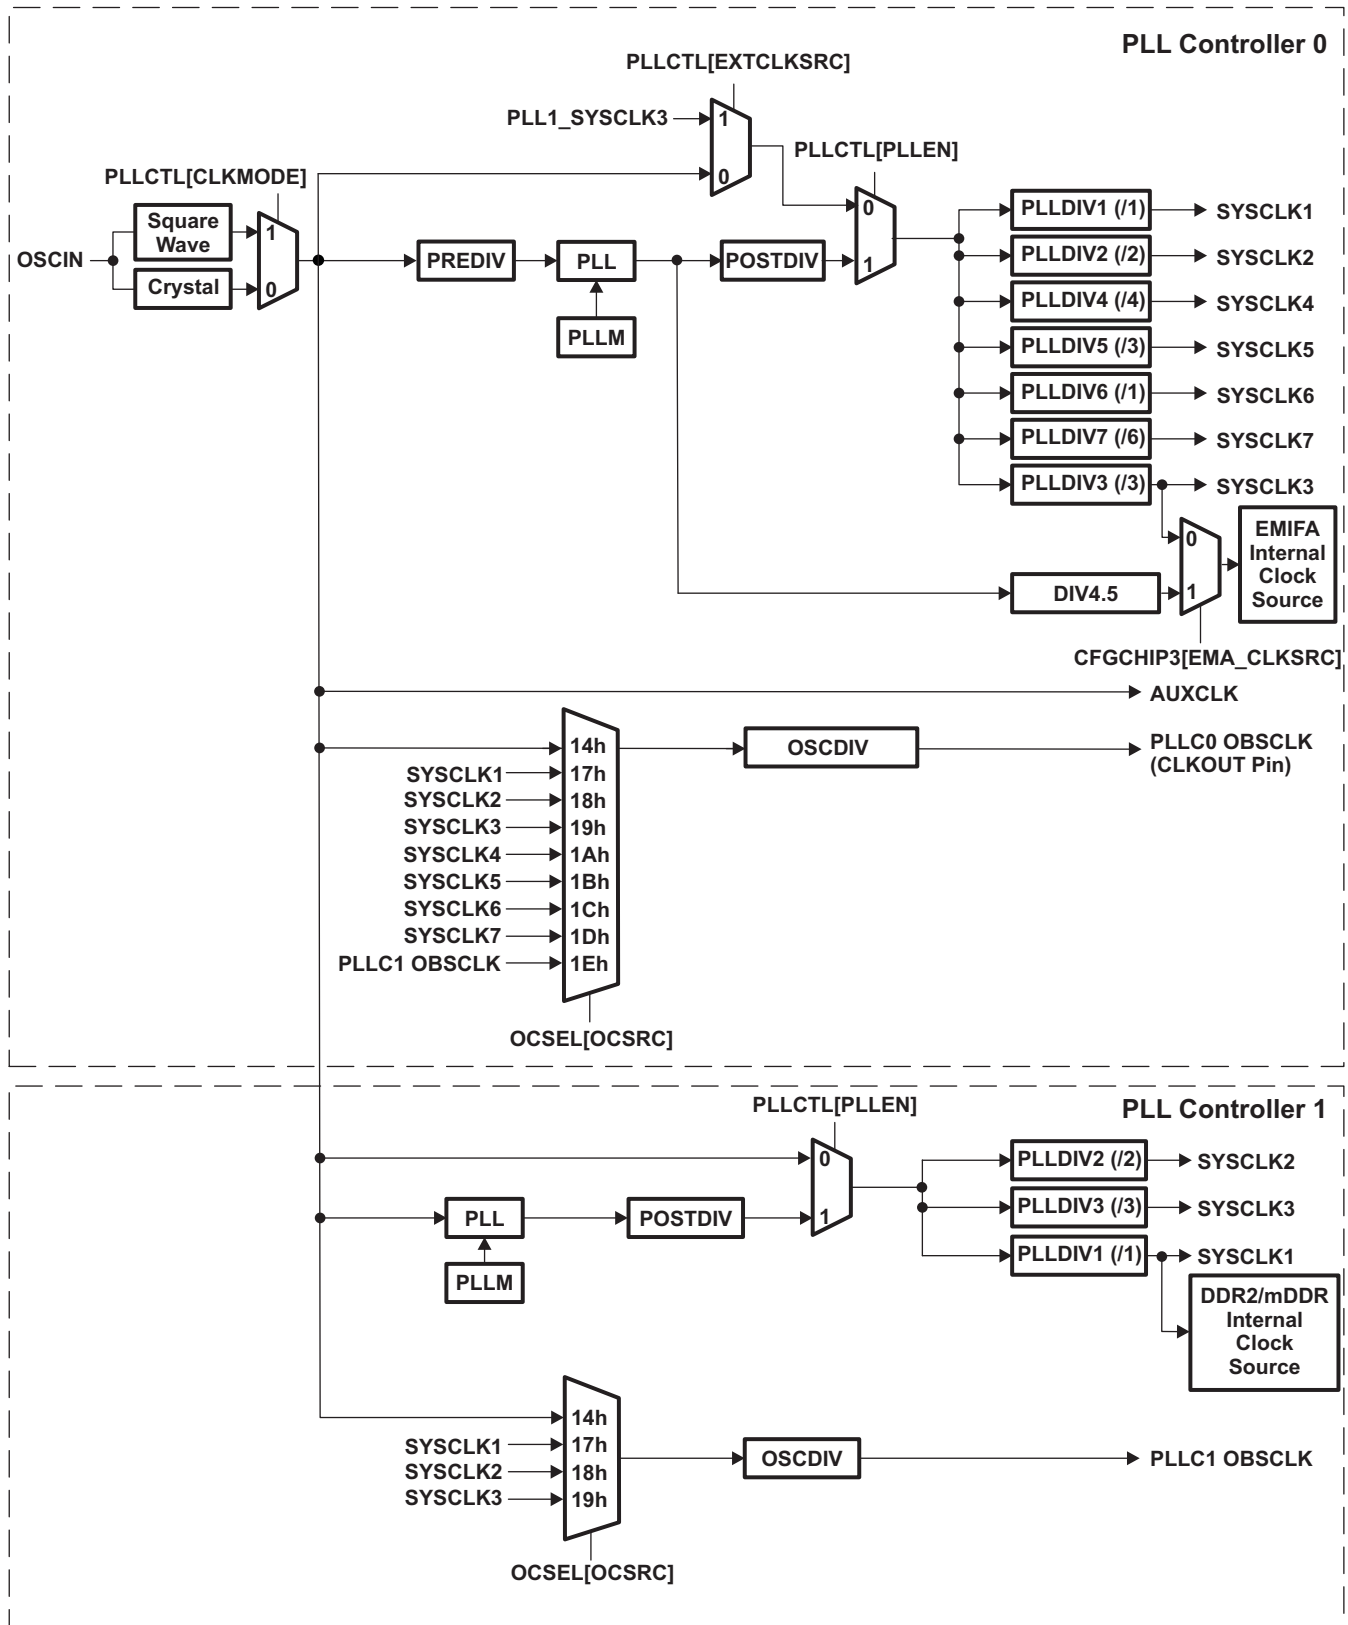 PLL Controller 0
PLLCTL[EXTCLKSRC]
PLL1_SYSCLK3
1
0
PLLCTL[PLLEN]
0
1
PLLCTL[CLKMODE]
OSCIN
Square
Wave
Crystal
1
0
PREDIV
PLL
PLLM
POSTDIV
PLLDIV1 (/1)
SYSCLK1
PLLDIV2 (/2)
SYSCLK2
PLLDIV4 (/4)
SYSCLK4
PLLDIV5 (/3)
SYSCLK5
PLLDIV6 (/1)
SYSCLK6
PLLDIV7 (/6)
SYSCLK7
PLLDIV3 (/3)
SYSCLK3
0
1
EMIFA
Internal
Clock
Source
DIV4.5
CFGCHIP3[EMA_CLKSRC]
AUXCLK
14h
OSCDIV
PLLC0 OBSCLK
(CLKOUT Pin)
SYSCLK1
17h
SYSCLK2
18h
SYSCLK3
19h
SYSCLK4
1Ah
SYSCLK5
1Bh
SYSCLK6
1Ch
SYSCLK7
1Dh
PLLC1 OBSCLK
1Eh
OCSEL[OCSRC]
PLL Controller 1
PLLCTL[PLLEN]
0
1
PLL
PLLM
POSTDIV
PLLDIV2 (/2)
SYSCLK2
PLLDIV3 (/3)
SYSCLK3
PLLDIV1 (/1)
SYSCLK1
DDR2/mDDR
Internal
Clock
Source
14h
SYSCLK1
17h
SYSCLK2
18h
SYSCLK3
19h
OSCDIV
PLLC1 OBSCLK
OCSEL[OCSRC]